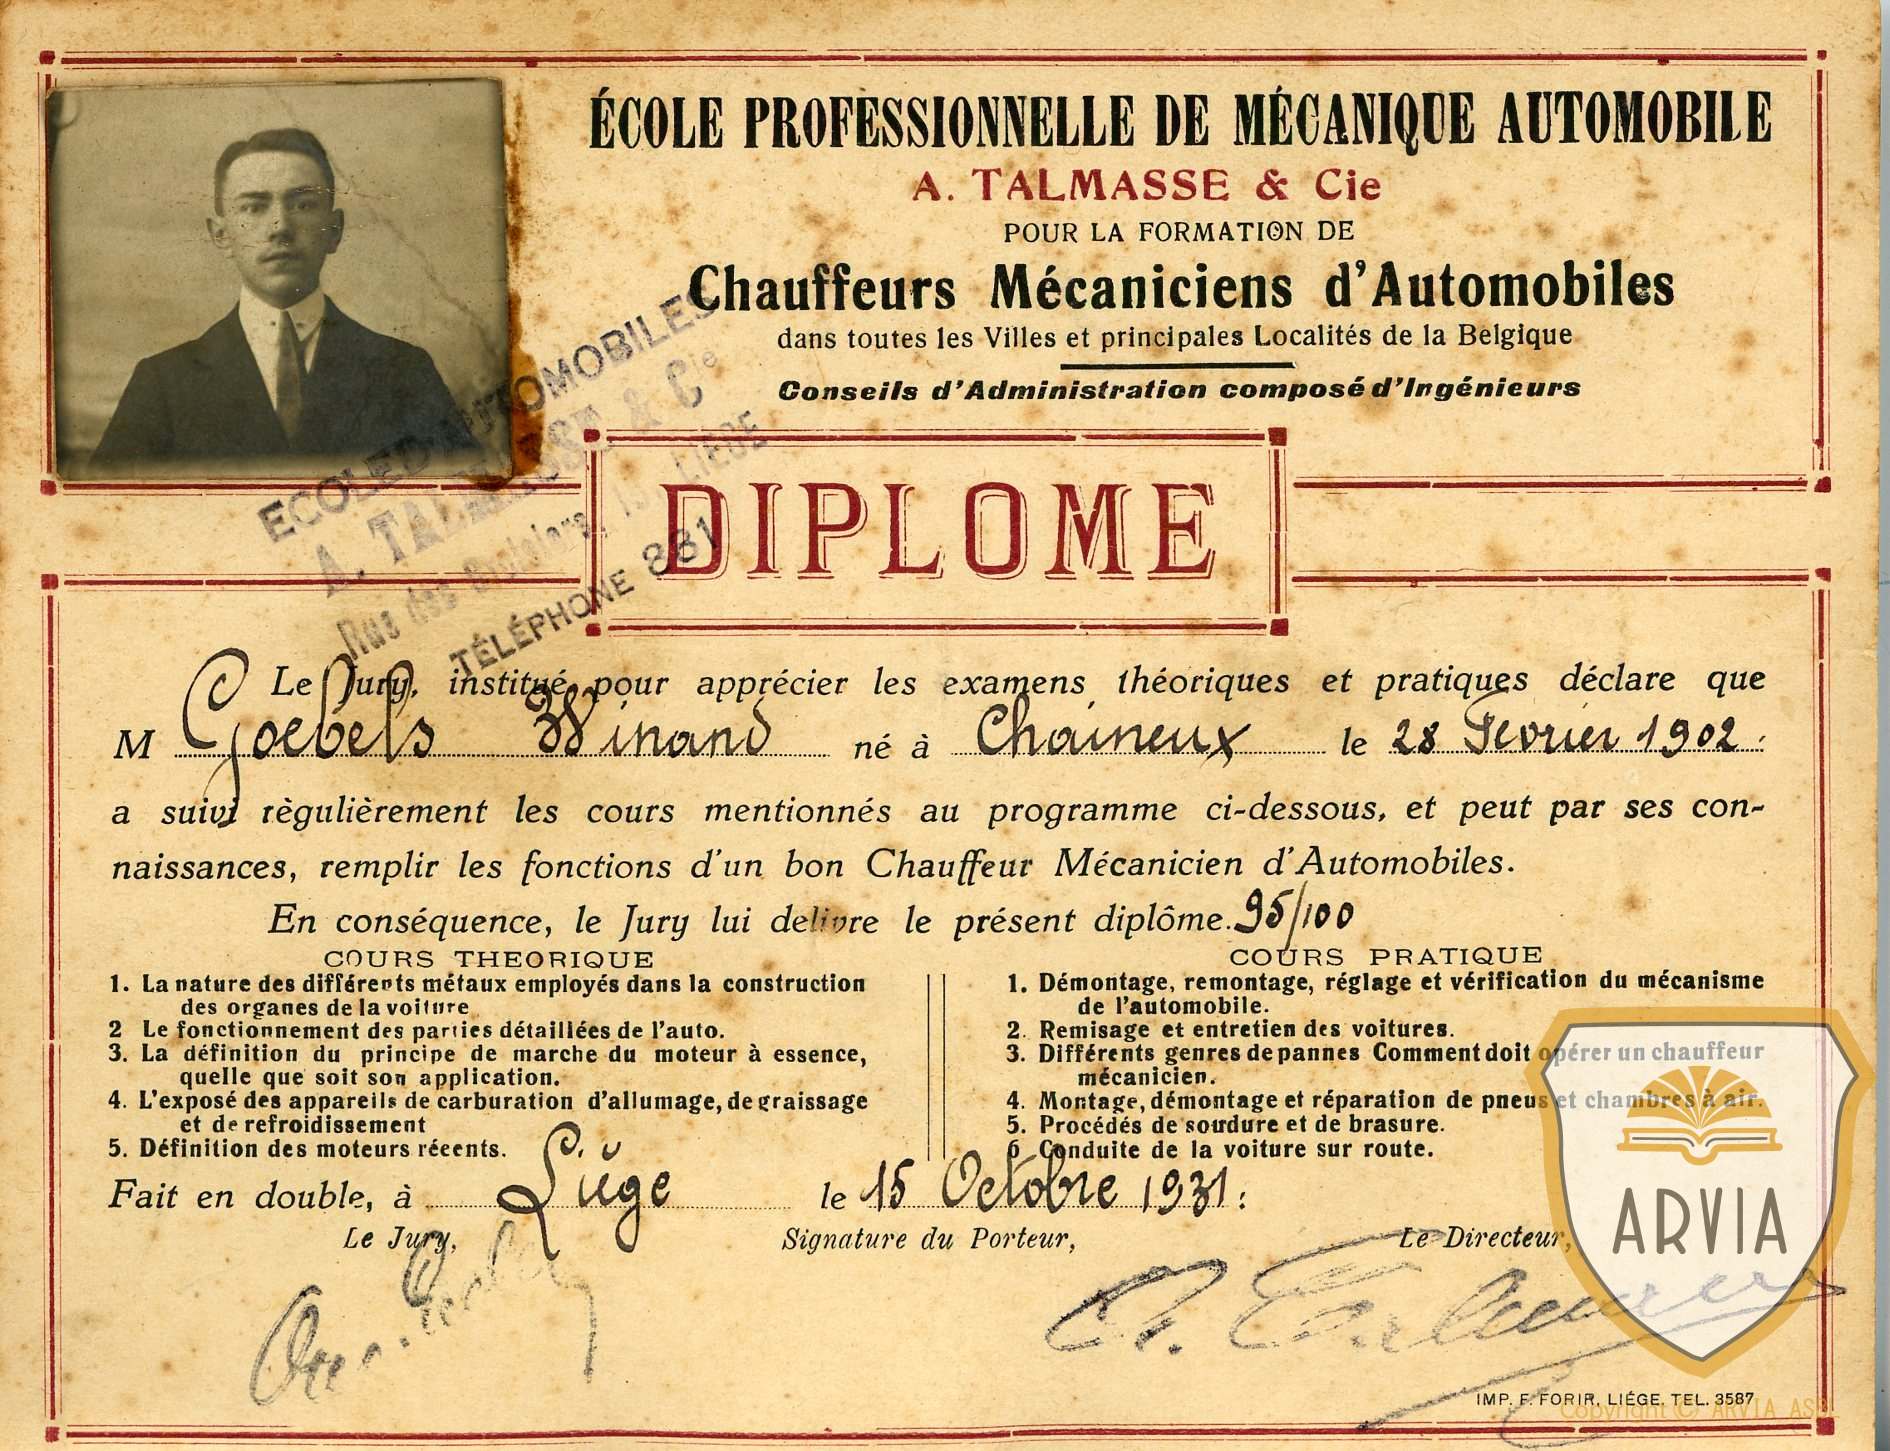 ÉCOLE PROFESSIONNELLE DE MÉCANIQUE AUTOMOBILE
A. TALMASSE & Cie
POUR LA FORMATION DE
Chauffeurs Mécaniciens d'Automobiles
dans toutes les Villes et principales Localités de la Belgique
Conseils d'Administration composé d'Ingénieurs
ECOLE D'AUTOMOBILES
A. TALMASSE & Cie
Rue des LIÉGE
TÉLÉPHONE 881
DIPLOME
Le Jury, institué pour apprécier les examens théoriques et pratiques déclare que
M Goebels Winand né à Chaineux le 28 Fevrier 1902.
a suivi règulièrement les cours mentionnés au programme ci-dessous, et peut par ses con-
naissances, remplir les fonctions d'un bon Chauffeur Mécanicien d'Automobiles.
En conséquence, le Jury lui delivre le présent diplôme. 95/100
COURS THEORIQUE
1. La nature des différents métaux employés dans la construction
des organes de la voiture
2 Le fonctionnement des parties détaillées de l'auto.
3. La définition du principe de marche du moteur à essence,
quelle que soit son application.
4. L'exposé des appareils de carburation d'allumage, de graissage
et de refroidissement
5. Définition des moteurs récents.
COURS PRATIQUE
1. Démontage, remontage, réglage et vérification du mécanisme
de l'automobile.
2. Remisage et entretien des voitures.
3. Différents genres de pannes Comment doit opérer un chauffeur
mécanicien.
4. Montage, démontage et réparation de pneus et chambres à air.
5. Procédés de soudure et de brasure.
6 Conduite de la voiture sur route.
Fait en double, à Liége le 15 Octobre 1931.
Le Jury, Signature du Porteur, Le Directeur,
ARVIA
IMP. F. FORIR, LIÉGE. TEL. 3587
Copyright © ARVIA ASBL